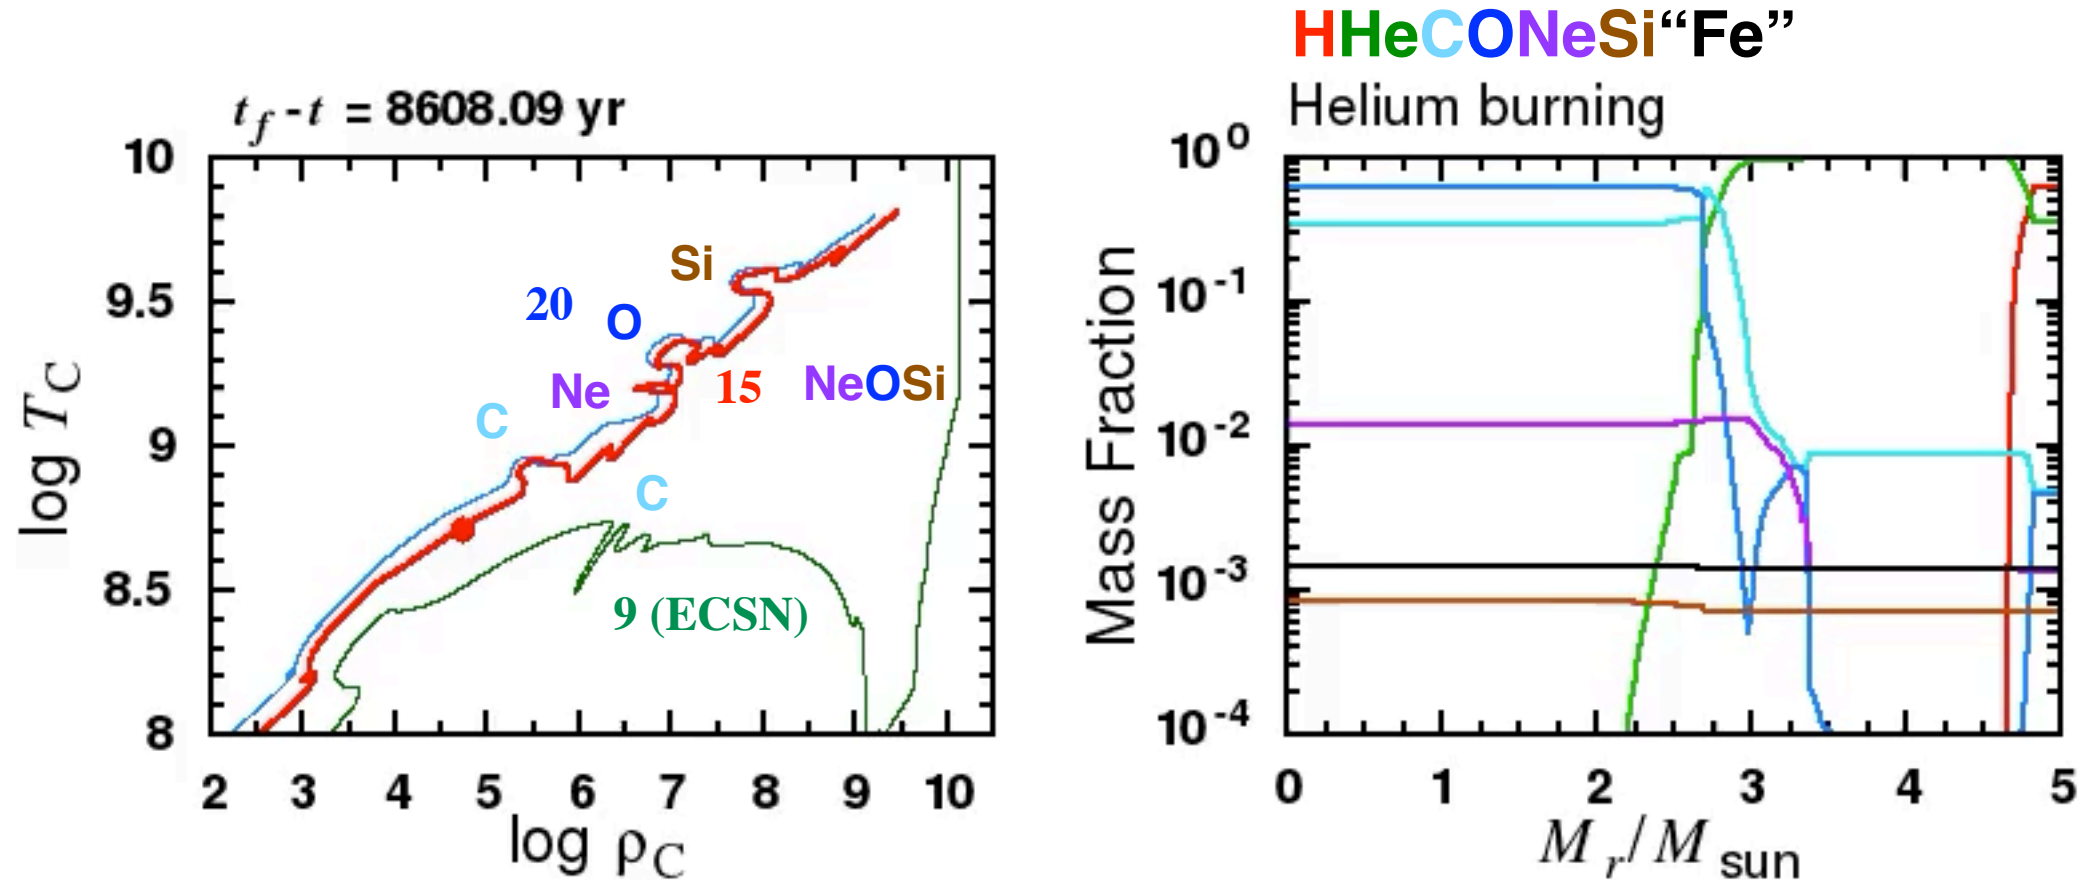 HHeCONeSi“Fe”
Helium burning
t_f - t = 8608.09 yr
10
9.5
9
8.5
8
log T_C
Si
20
O
Ne
15
NeOSi
C
C
9 (ECSN)
2 3 4 5 6 7 8 9 10
log ρ_C
10^0
10^-1
10^-2
10^-3
10^-4
Mass Fraction
0 1 2 3 4 5
M_r/M_sun